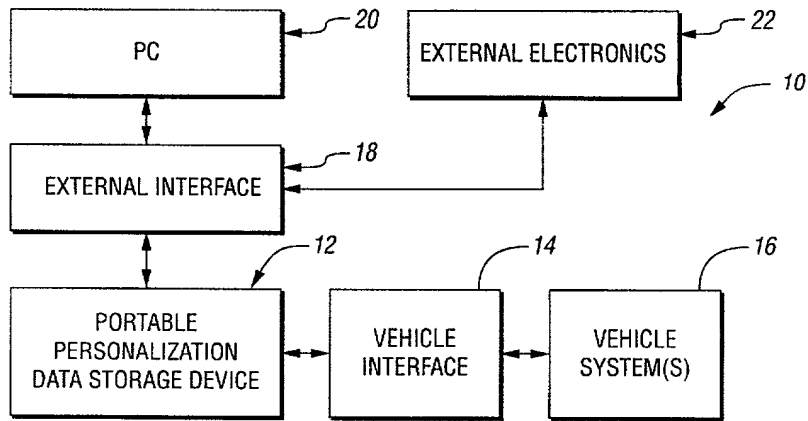 20
22
PC
EXTERNAL ELECTRONICS
10
18
EXTERNAL INTERFACE
12
14
16
PORTABLE
PERSONALIZATION
DATA STORAGE DEVICE
VEHICLE
INTERFACE
VEHICLE
SYSTEM(S)